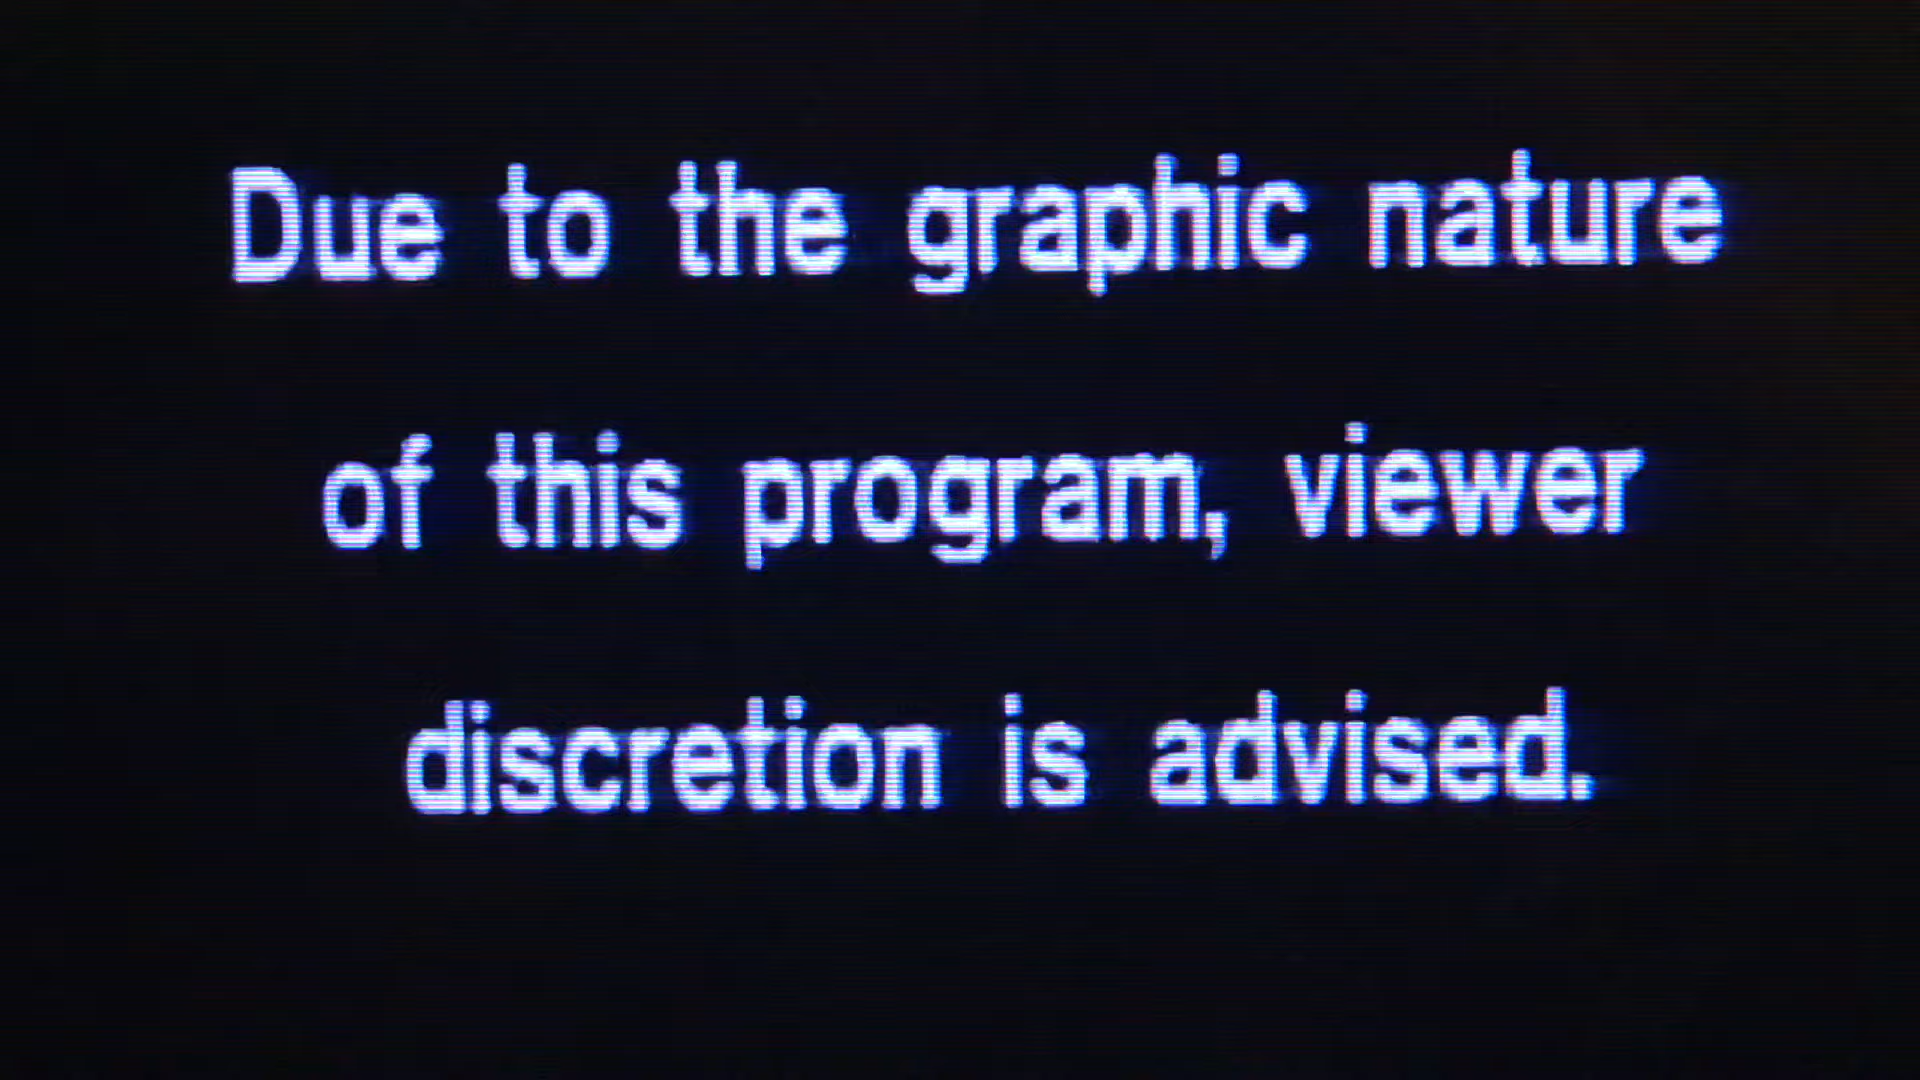 Due to the graphic nature
of this program, viewer
discretion is advised.